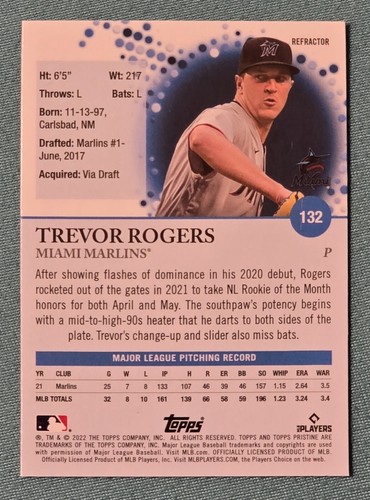 REFRACTOR
M
Ht: 6'5" Wt: 217
Throws: L Bats: L
Born: 11-13-97,
Carlsbad, NM
Drafted: Marlins #1-
June, 2017
Acquired: Via Draft
Miami
132
TREVOR ROGERS
MIAMI MARLINS® P
After showing flashes of dominance in his 2020 debut, Rogers
rocketed out of the gates in 2021 to take NL Rookie of the Month
honors for both April and May. The southpaw's potency begins
with a mid-to-high-90s heater that he darts to both sides of the
plate. Trevor's change-up and slider also miss bats.
MAJOR LEAGUE PITCHING RECORD
YR CLUB G W L IP H R ER BB SO WHIP ERA WAR
21 Marlins 25 7 8 133 107 46 39 46 157 1.15 2.64 3.5
MLB TOTALS 32 8 10 161 139 66 58 59 196 1.23 3.24 3.4
Topps
MLB PLAYERS
®, TM & © 2022 THE TOPPS COMPANY, INC. ALL RIGHTS RESERVED. TOPPS AND TOPPS PRISTINE ARE
TRADEMARKS OF THE TOPPS COMPANY, INC. Major League Baseball trademarks and copyrights are used
with permission of Major League Baseball. Visit MLB.com. OFFICIALLY LICENSED PRODUCT OF MLB.
Officially Licensed Product of MLB Players, Inc. Visit MLBPLAYERS.COM, the Players Choice on the web.